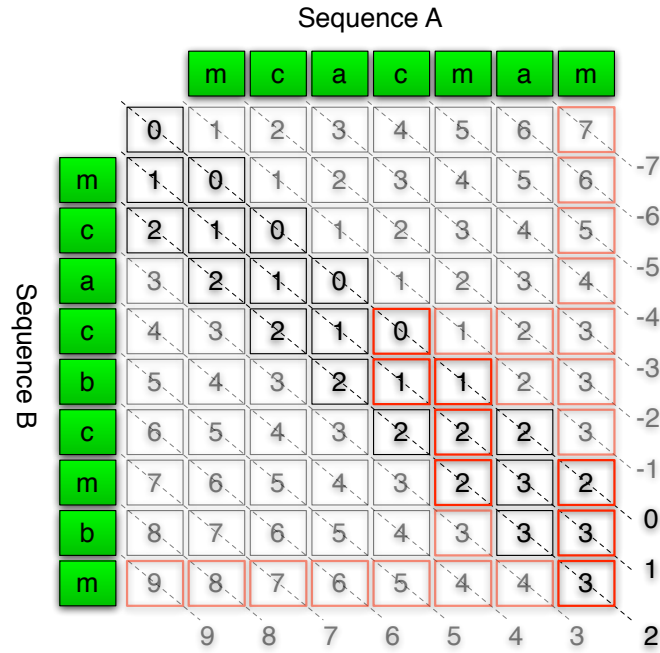 Sequence A
m c a c m a m
0 1 2 3 4 5 6 7
-7
m 1 0 1 2 3 4 5 6
-6
c 2 1 0 1 2 3 4 5
-5
a 3 2 1 0 1 2 3 4
-4
c 4 3 2 1 0 1 2 3
-3
b 5 4 3 2 1 1 2 3
-2
c 6 5 4 3 2 2 2 3
-1
m 7 6 5 4 3 2 3 2
0
b 8 7 6 5 4 3 3 3
1
m 9 8 7 6 5 4 4 3
9 8 7 6 5 4 3 2
Sequence B